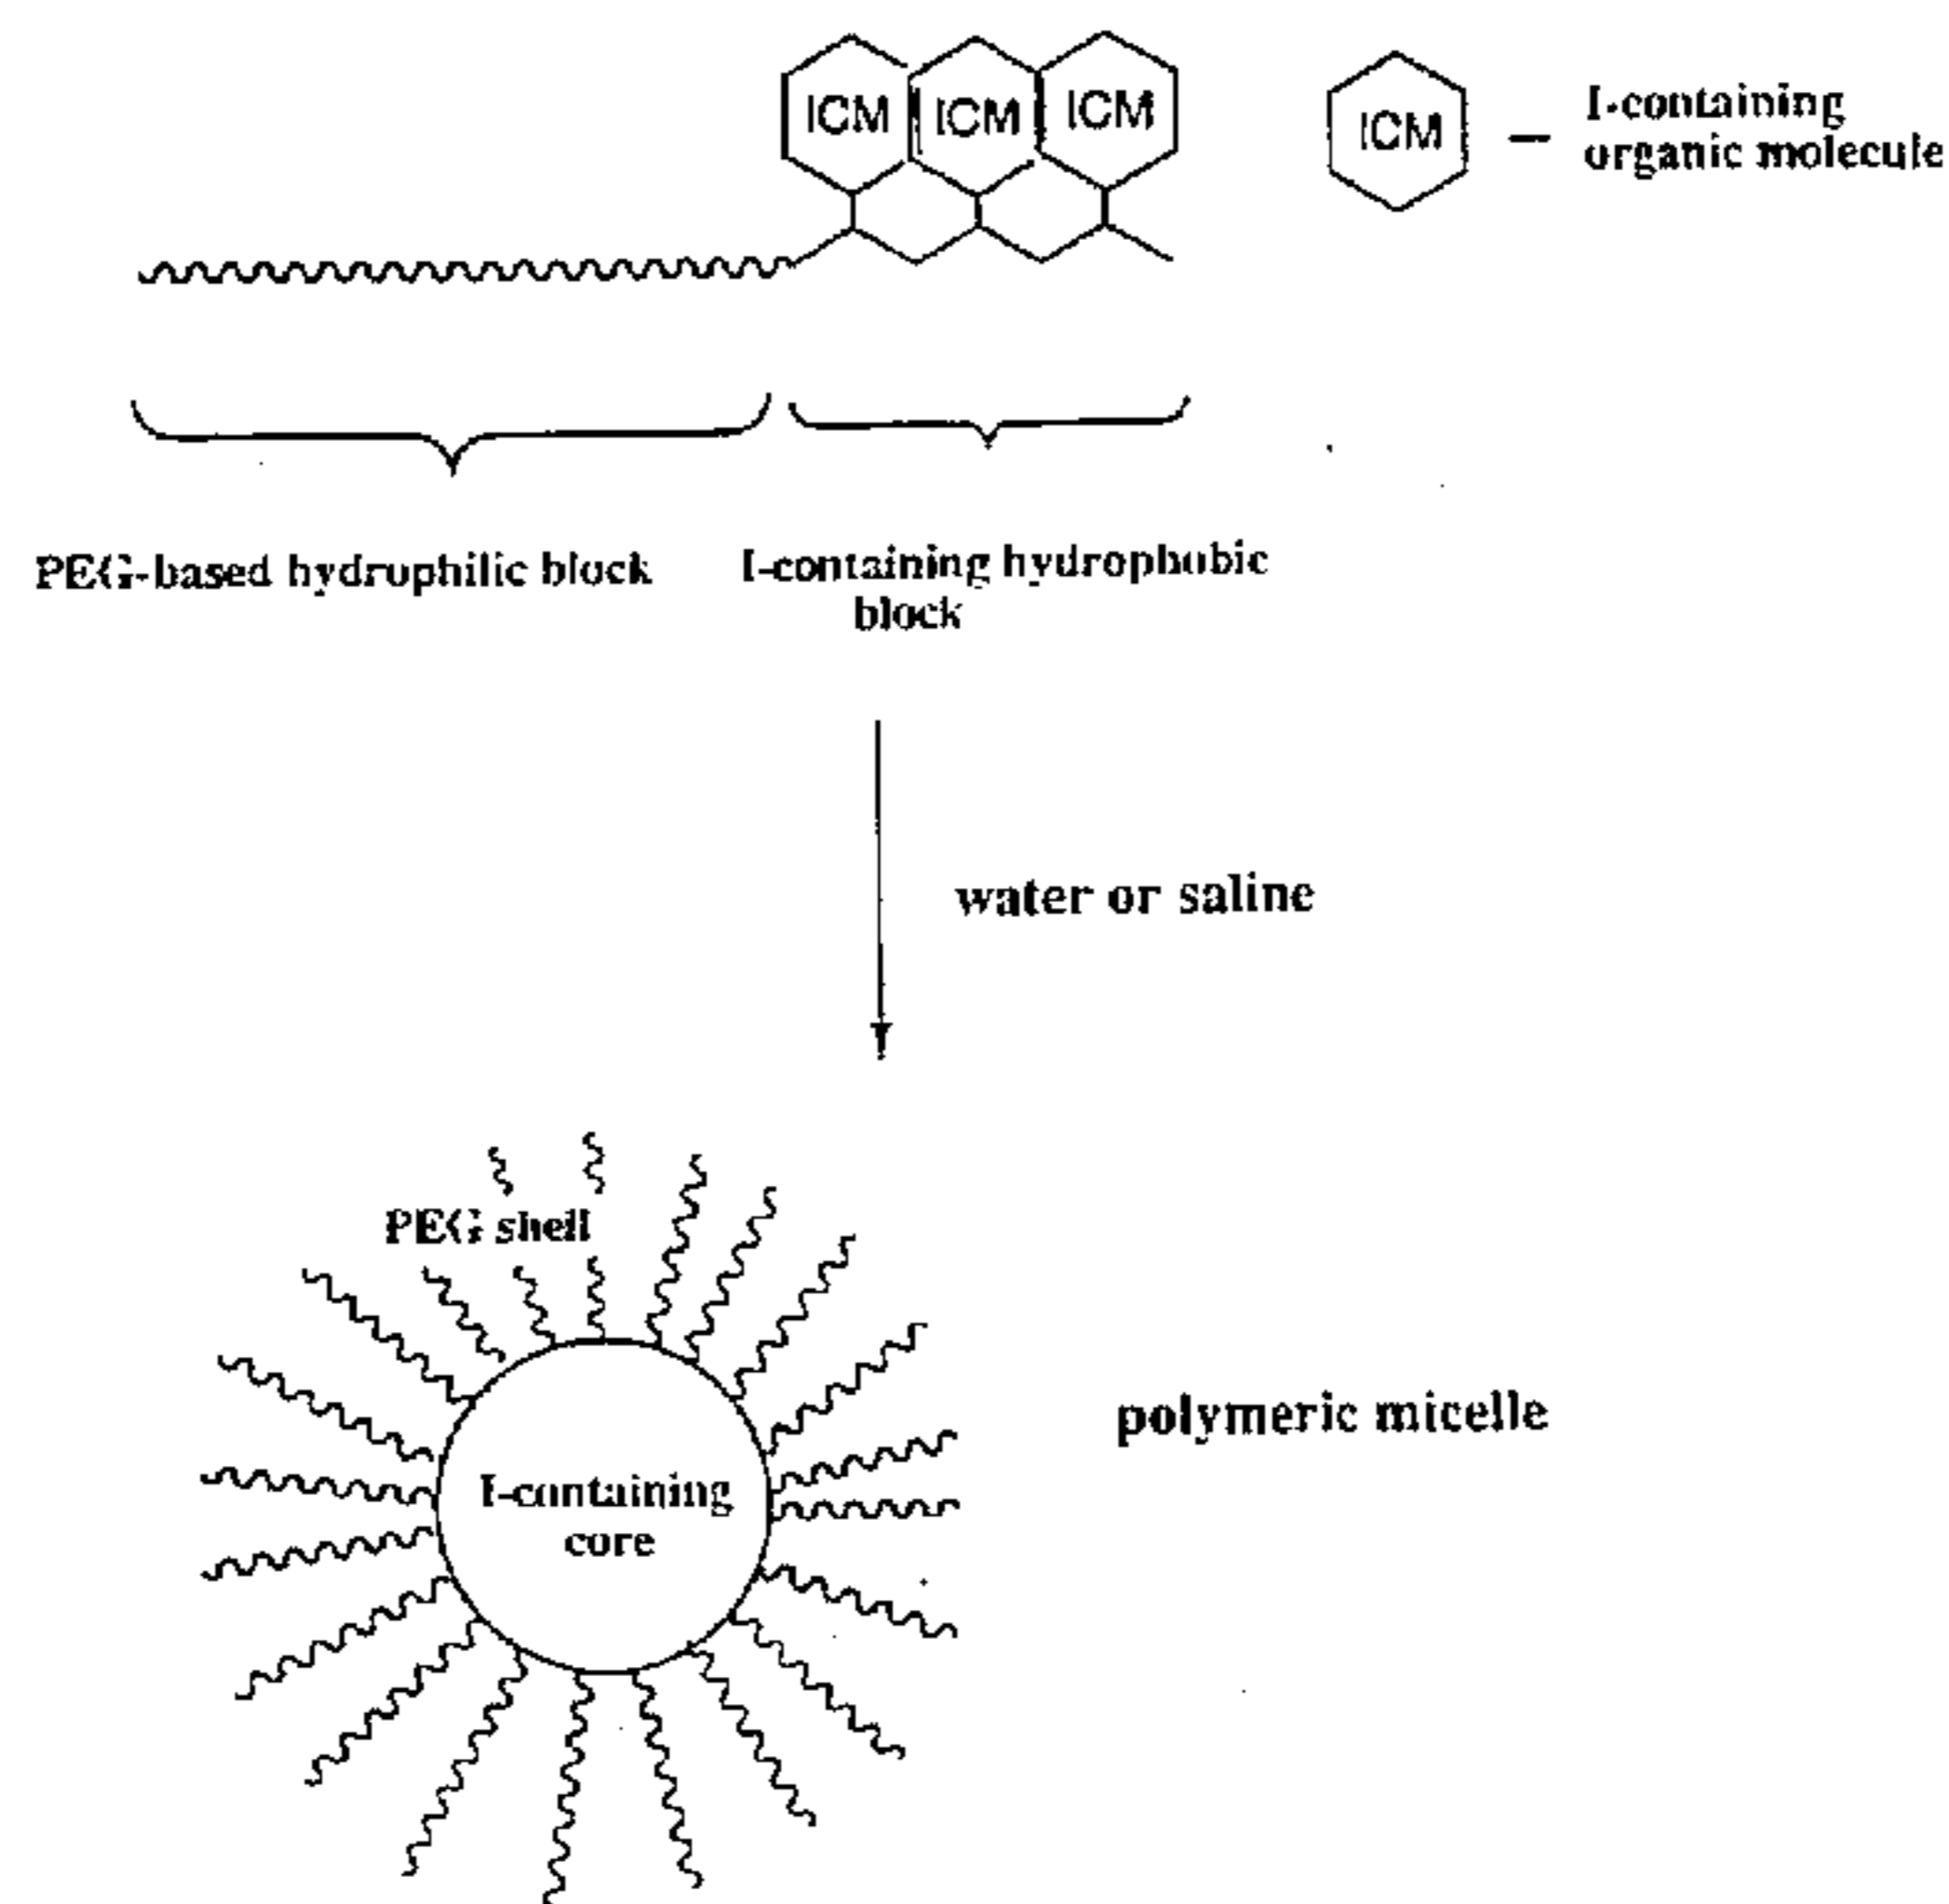 ICM ICM ICM
ICM
I-containing
organic molecule
PEG-based hydrophilic block
I-containing hydrophobic
block
water or saline
PEG shell
polymeric micelle
I-containing
core